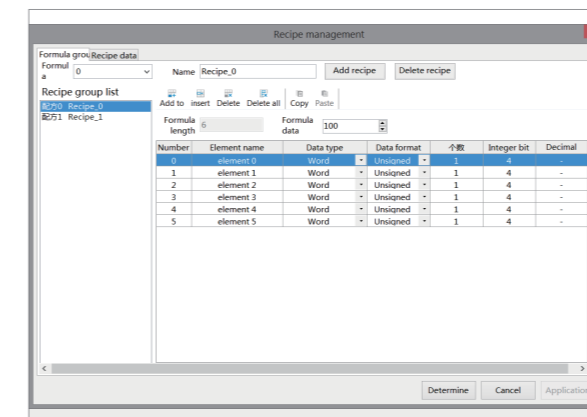 Recipe management
Formula grou Recipe data
Formul a 0 Name Recipe_0 Add recipe Delete recipe
Recipe group list
Add to insert Delete Delete all Copy Paste
配方0 Recipe_0
配方1 Recipe_1
Formula length 6 Formula data 100
Number Element name Data type Data format 个数 Integer bit Decimal
0 element 0 Word Unsigned 1 4 -
1 element 1 Word Unsigned 1 4 -
2 element 2 Word Unsigned 1 4 -
3 element 3 Word Unsigned 1 4 -
4 element 4 Word Unsigned 1 4 -
5 element 5 Word Unsigned 1 4 -
Determine Cancel Application